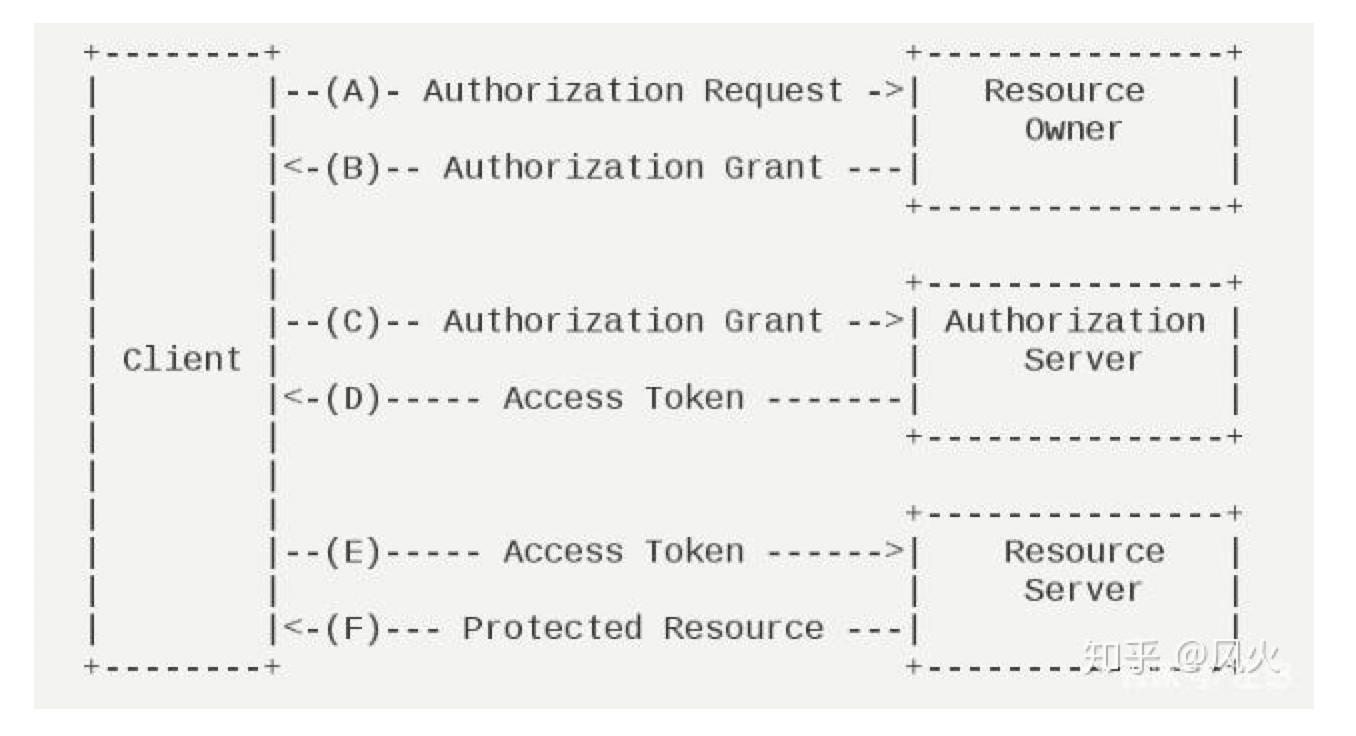 +--------+                               +---------------+
|        |--(A)- Authorization Request ->|   Resource    |
|        |                               |     Owner     |
|        |<-(B)-- Authorization Grant ---|               |
|        |                               +---------------+
|        |
|        |                               +---------------+
|        |--(C)-- Authorization Grant -->| Authorization |
| Client |                               |     Server    |
|        |<-(D)----- Access Token -------|               |
|        |                               +---------------+
|        |
|        |                               +---------------+
|        |--(E)----- Access Token ------>|    Resource   |
|        |                               |     Server    |
|        |<-(F)--- Protected Resource ---|               |
+--------+                               +---------------+
知乎 @风火